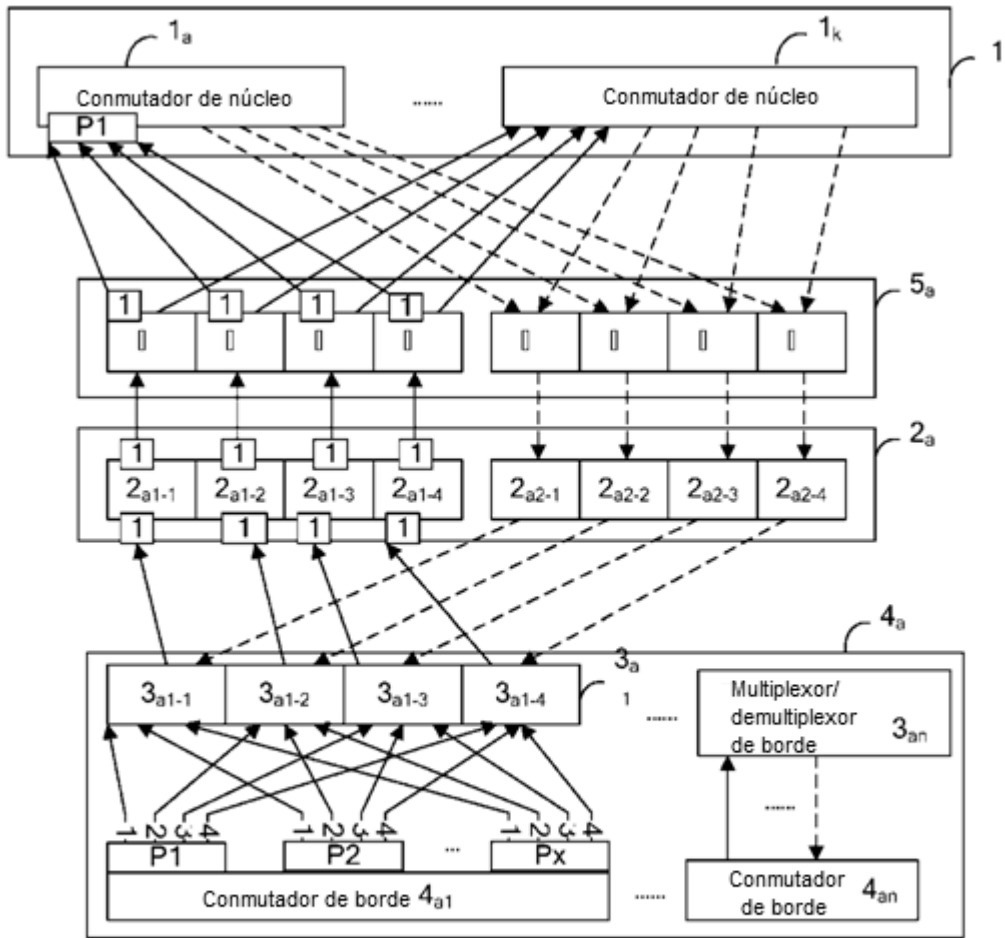 1a
1k
1
Conmutador de núcleo
......
Conmutador de núcleo
P1
5a
1 1 1 1
▯ ▯ ▯ ▯ ▯ ▯ ▯ ▯
2a
1 1 1 1
2a1-1 2a1-2 2a1-3 2a1-4 2a2-1 2a2-2 2a2-3 2a2-4
1 1 1 1
4a
3a
1
3a1-1 3a1-2 3a1-3 3a1-4
......
Multiplexor/
demultiplexor
de borde 3an
......
1 2 3 4 1 2 3 4 1 2 3 4
P1 P2 ... Px
Conmutador de borde 4a1
......
Conmutador
de borde 4an